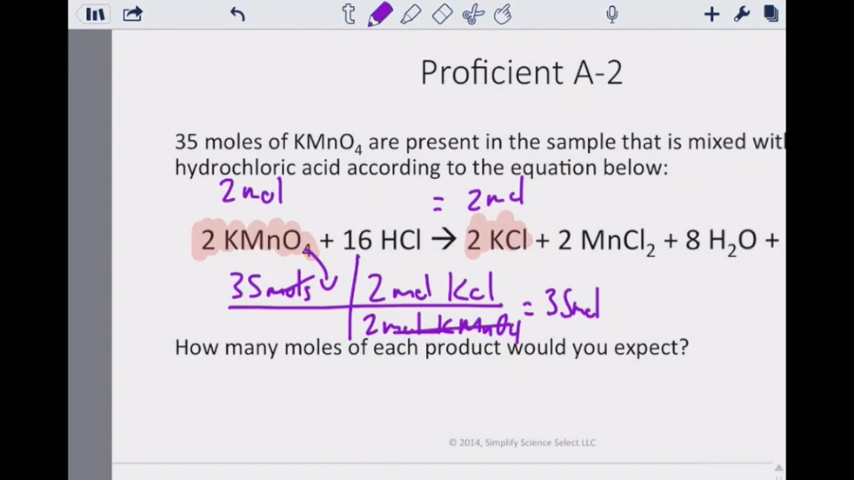 Proficient A-2
35 moles of KMnO₄ are present in the sample that is mixed wit
hydrochloric acid according to the equation below:
2 mol = 2 mol
2 KMnO₄ + 16 HCl → 2 KCl + 2 MnCl₂ + 8 H₂O +
35 mols | 2 mol KCl
2 mol KMnO4 = 35 mol
How many moles of each product would you expect?
© 2014, Simplify Science Select LLC